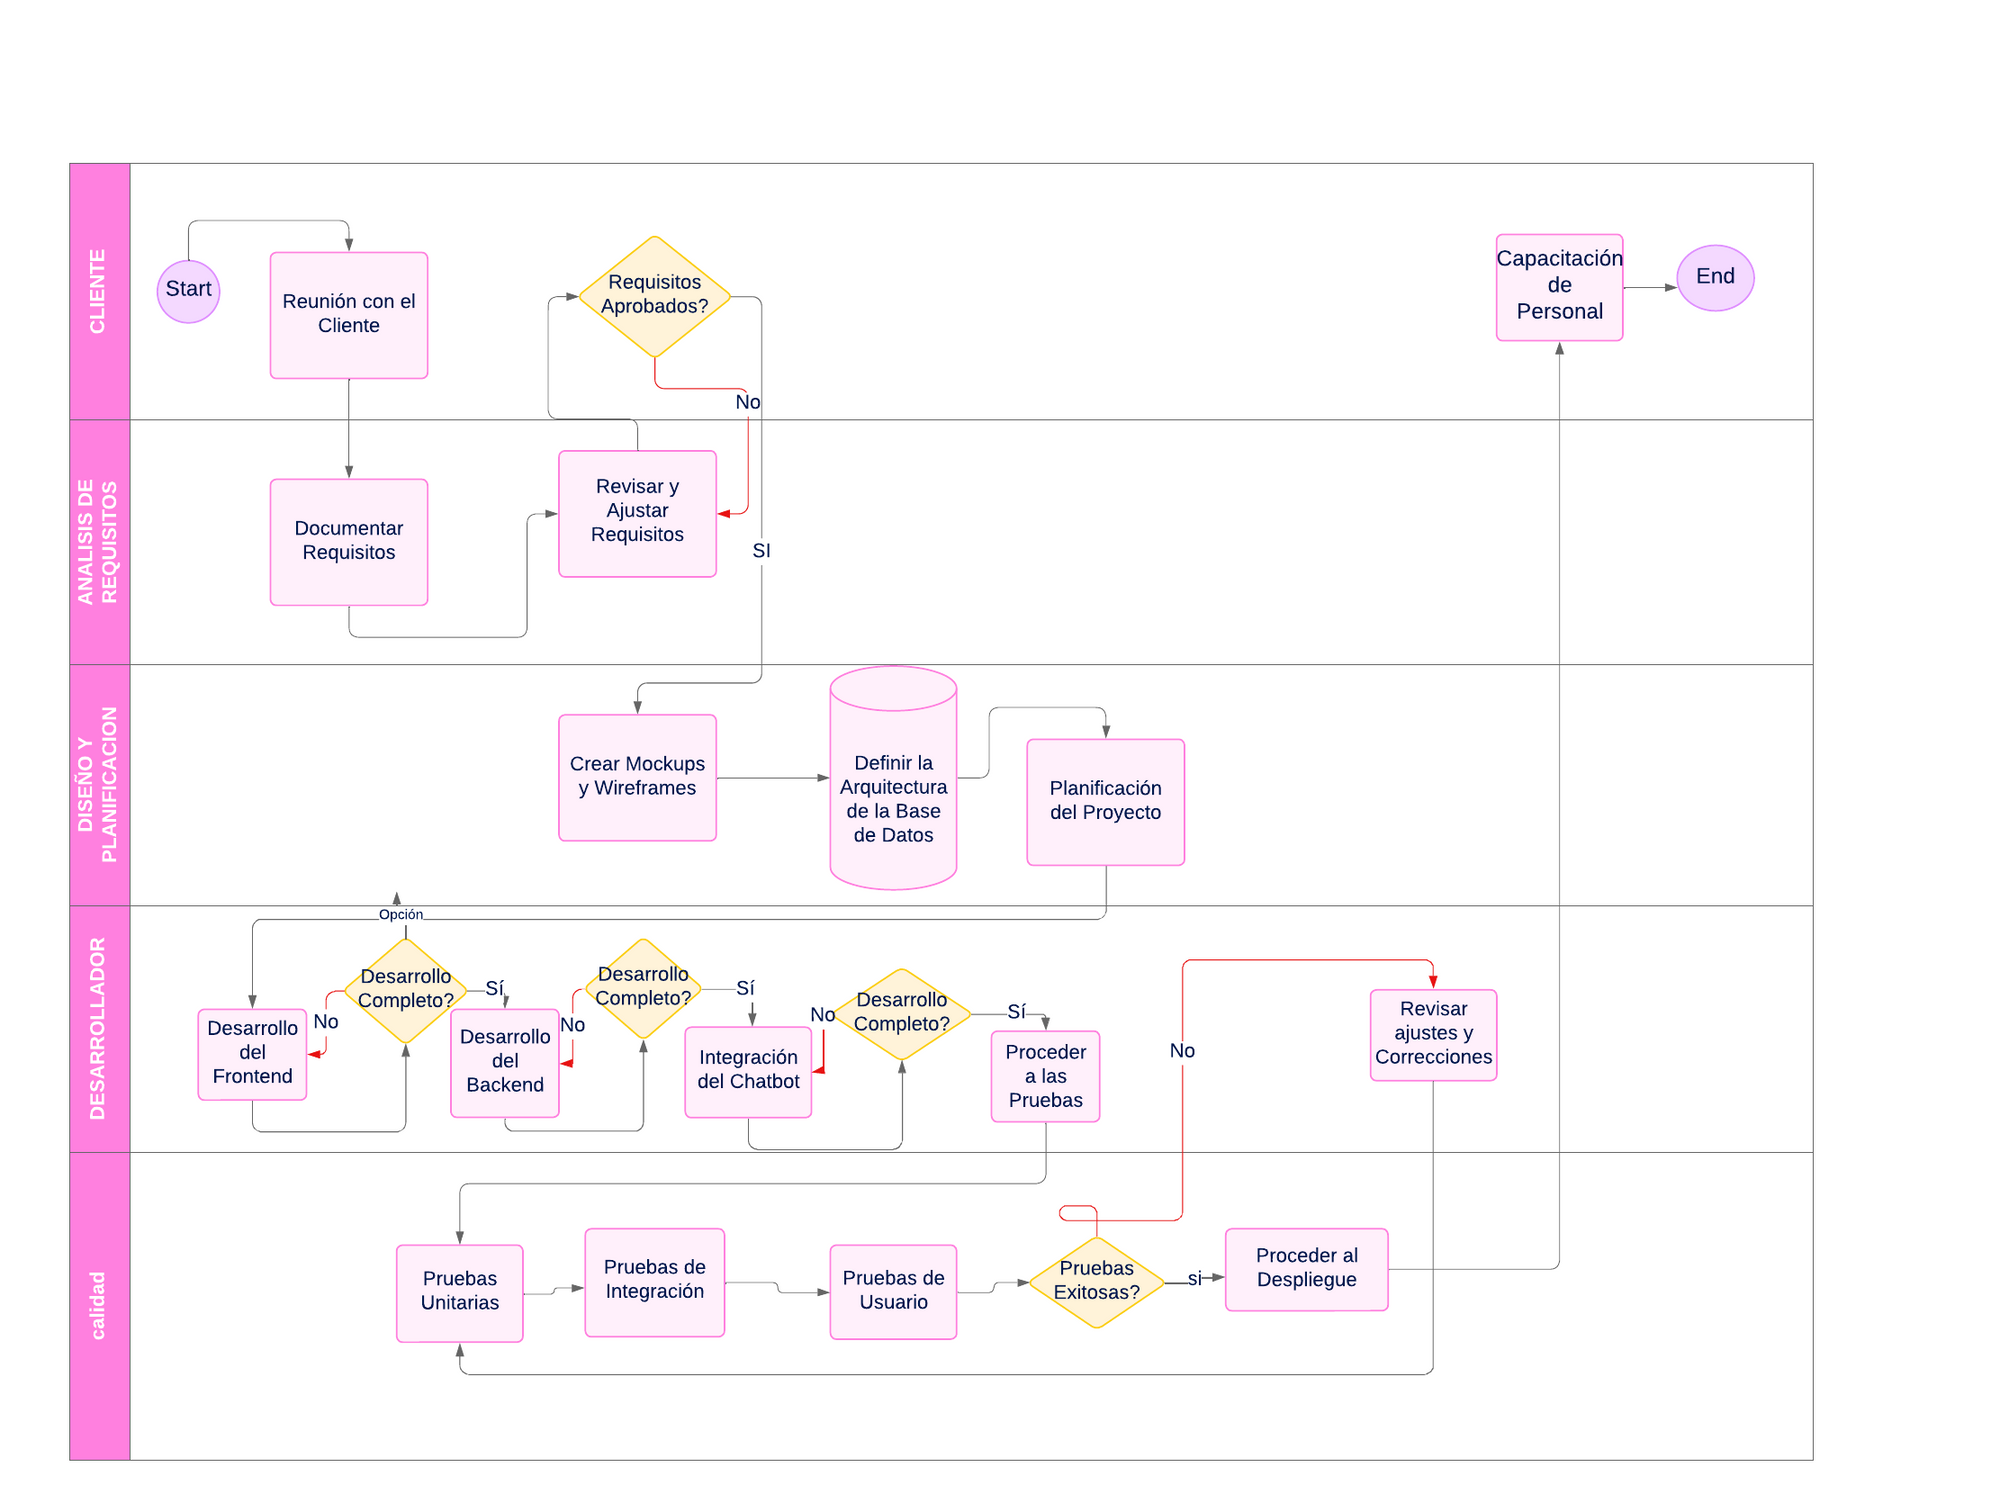 CLIENTE
Start
Reunión con el
Cliente
Requisitos
Aprobados?
No
SI
Capacitación
de
Personal
End
ANALISIS DE
REQUISITOS
Documentar
Requisitos
Revisar y
Ajustar
Requisitos
DISEÑO Y
PLANIFICACION
Crear Mockups
y Wireframes
Definir la
Arquitectura
de la Base
de Datos
Planificación
del Proyecto
DESARROLLADOR
Opción
Desarrollo
del
Frontend
No
Desarrollo
Completo?
Sí
Desarrollo
del
Backend
No
Desarrollo
Completo?
Sí
Integración
del Chatbot
No
Desarrollo
Completo?
Sí
Proceder
a las
Pruebas
No
Revisar
ajustes y
Correcciones
calidad
Pruebas
Unitarias
Pruebas de
Integración
Pruebas de
Usuario
Pruebas
Exitosas?
si
Proceder al
Despliegue